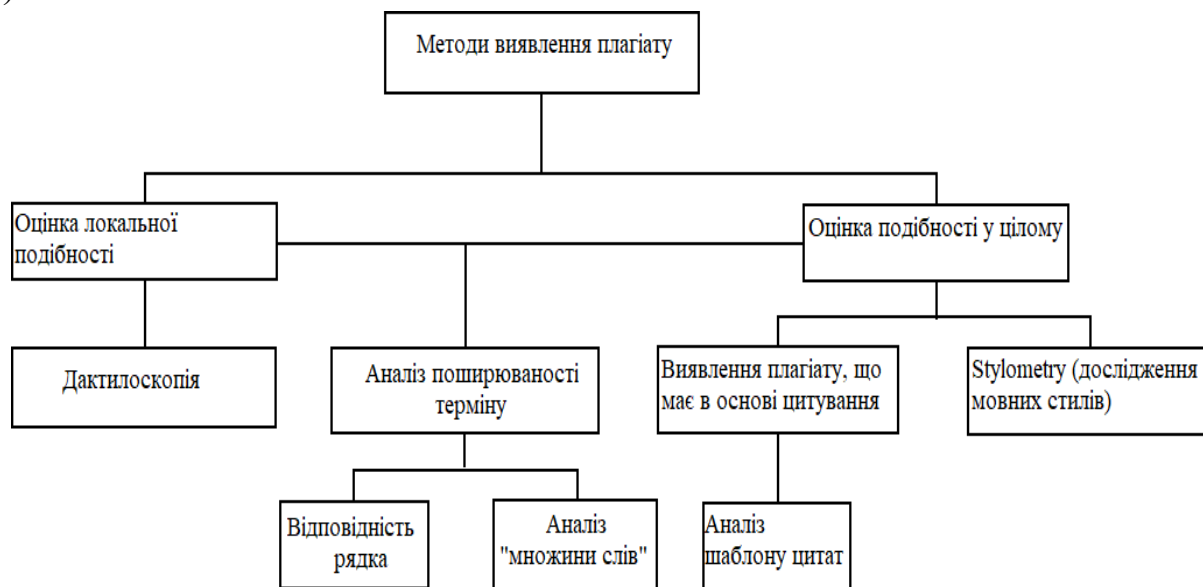 )
Методи виявлення плагіату
Оцінка локальної
подібності
Оцінка подібності у цілому
Дактилоскопія
Аналіз поширюваності
терміну
Виявлення плагіату, що
має в основі цитування
Stylometry (дослідження
мовних стилів)
Відповідність
рядка
Аналіз
"множини слів"
Аналіз
шаблону цитат